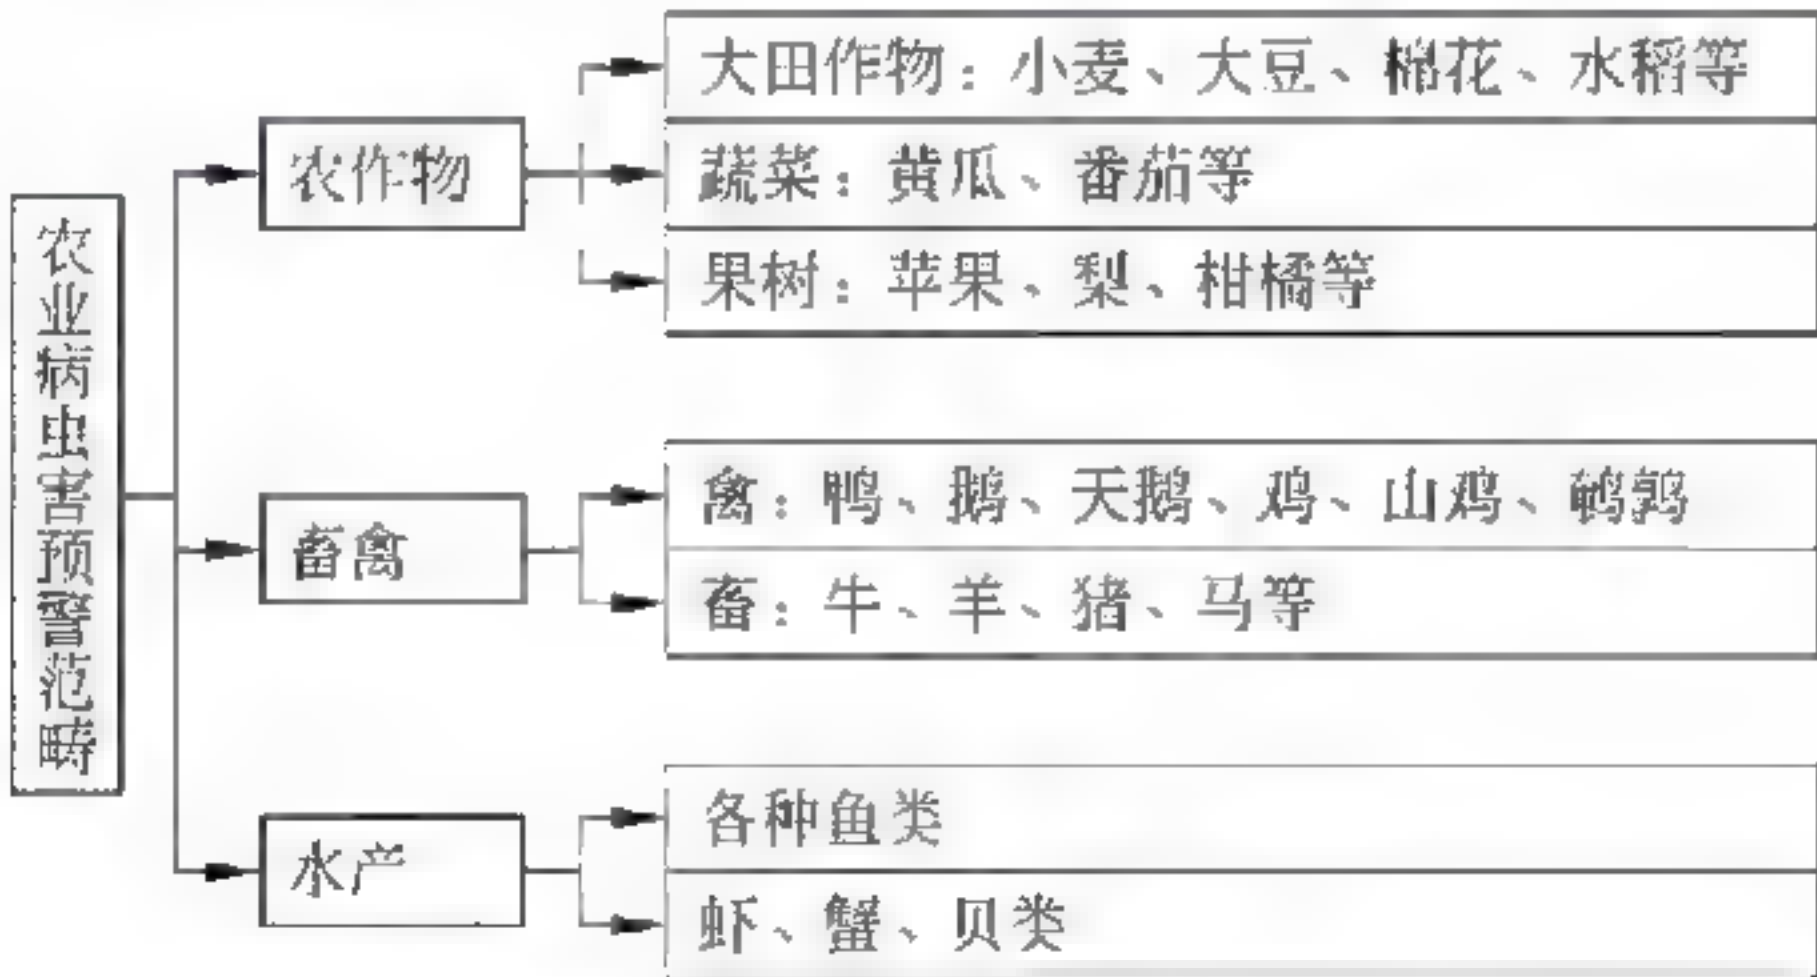 农业病虫害预警范畴
农作物
大田作物：小麦、大豆、棉花、水稻等
蔬菜：黄瓜、番茄等
果树：苹果、梨、柑橘等
畜禽
禽：鸭、鹅、天鹅、鸡、山鸡、鹌鹑
畜：牛、羊、猪、马等
水产
各种鱼类
虾、蟹、贝类